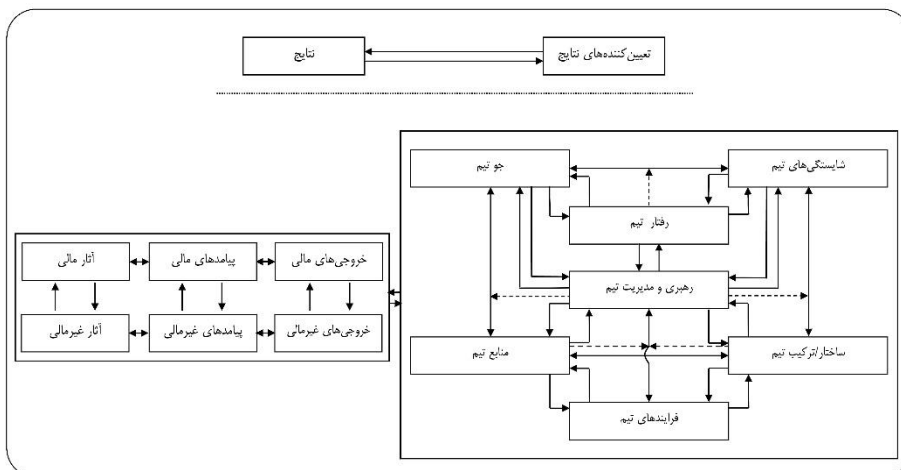 تعیین‌کننده‌های نتایج
نتایج
شایستگی‌های تیم
جو تیم
رفتار تیم
رهبری و مدیریت تیم
ساختار/ترکیب تیم
منابع تیم
فرایندهای تیم
خروجی‌های مالی
پیامدهای مالی
آثار مالی
خروجی‌های غیرمالی
پیامدهای غیرمالی
آثار غیرمالی